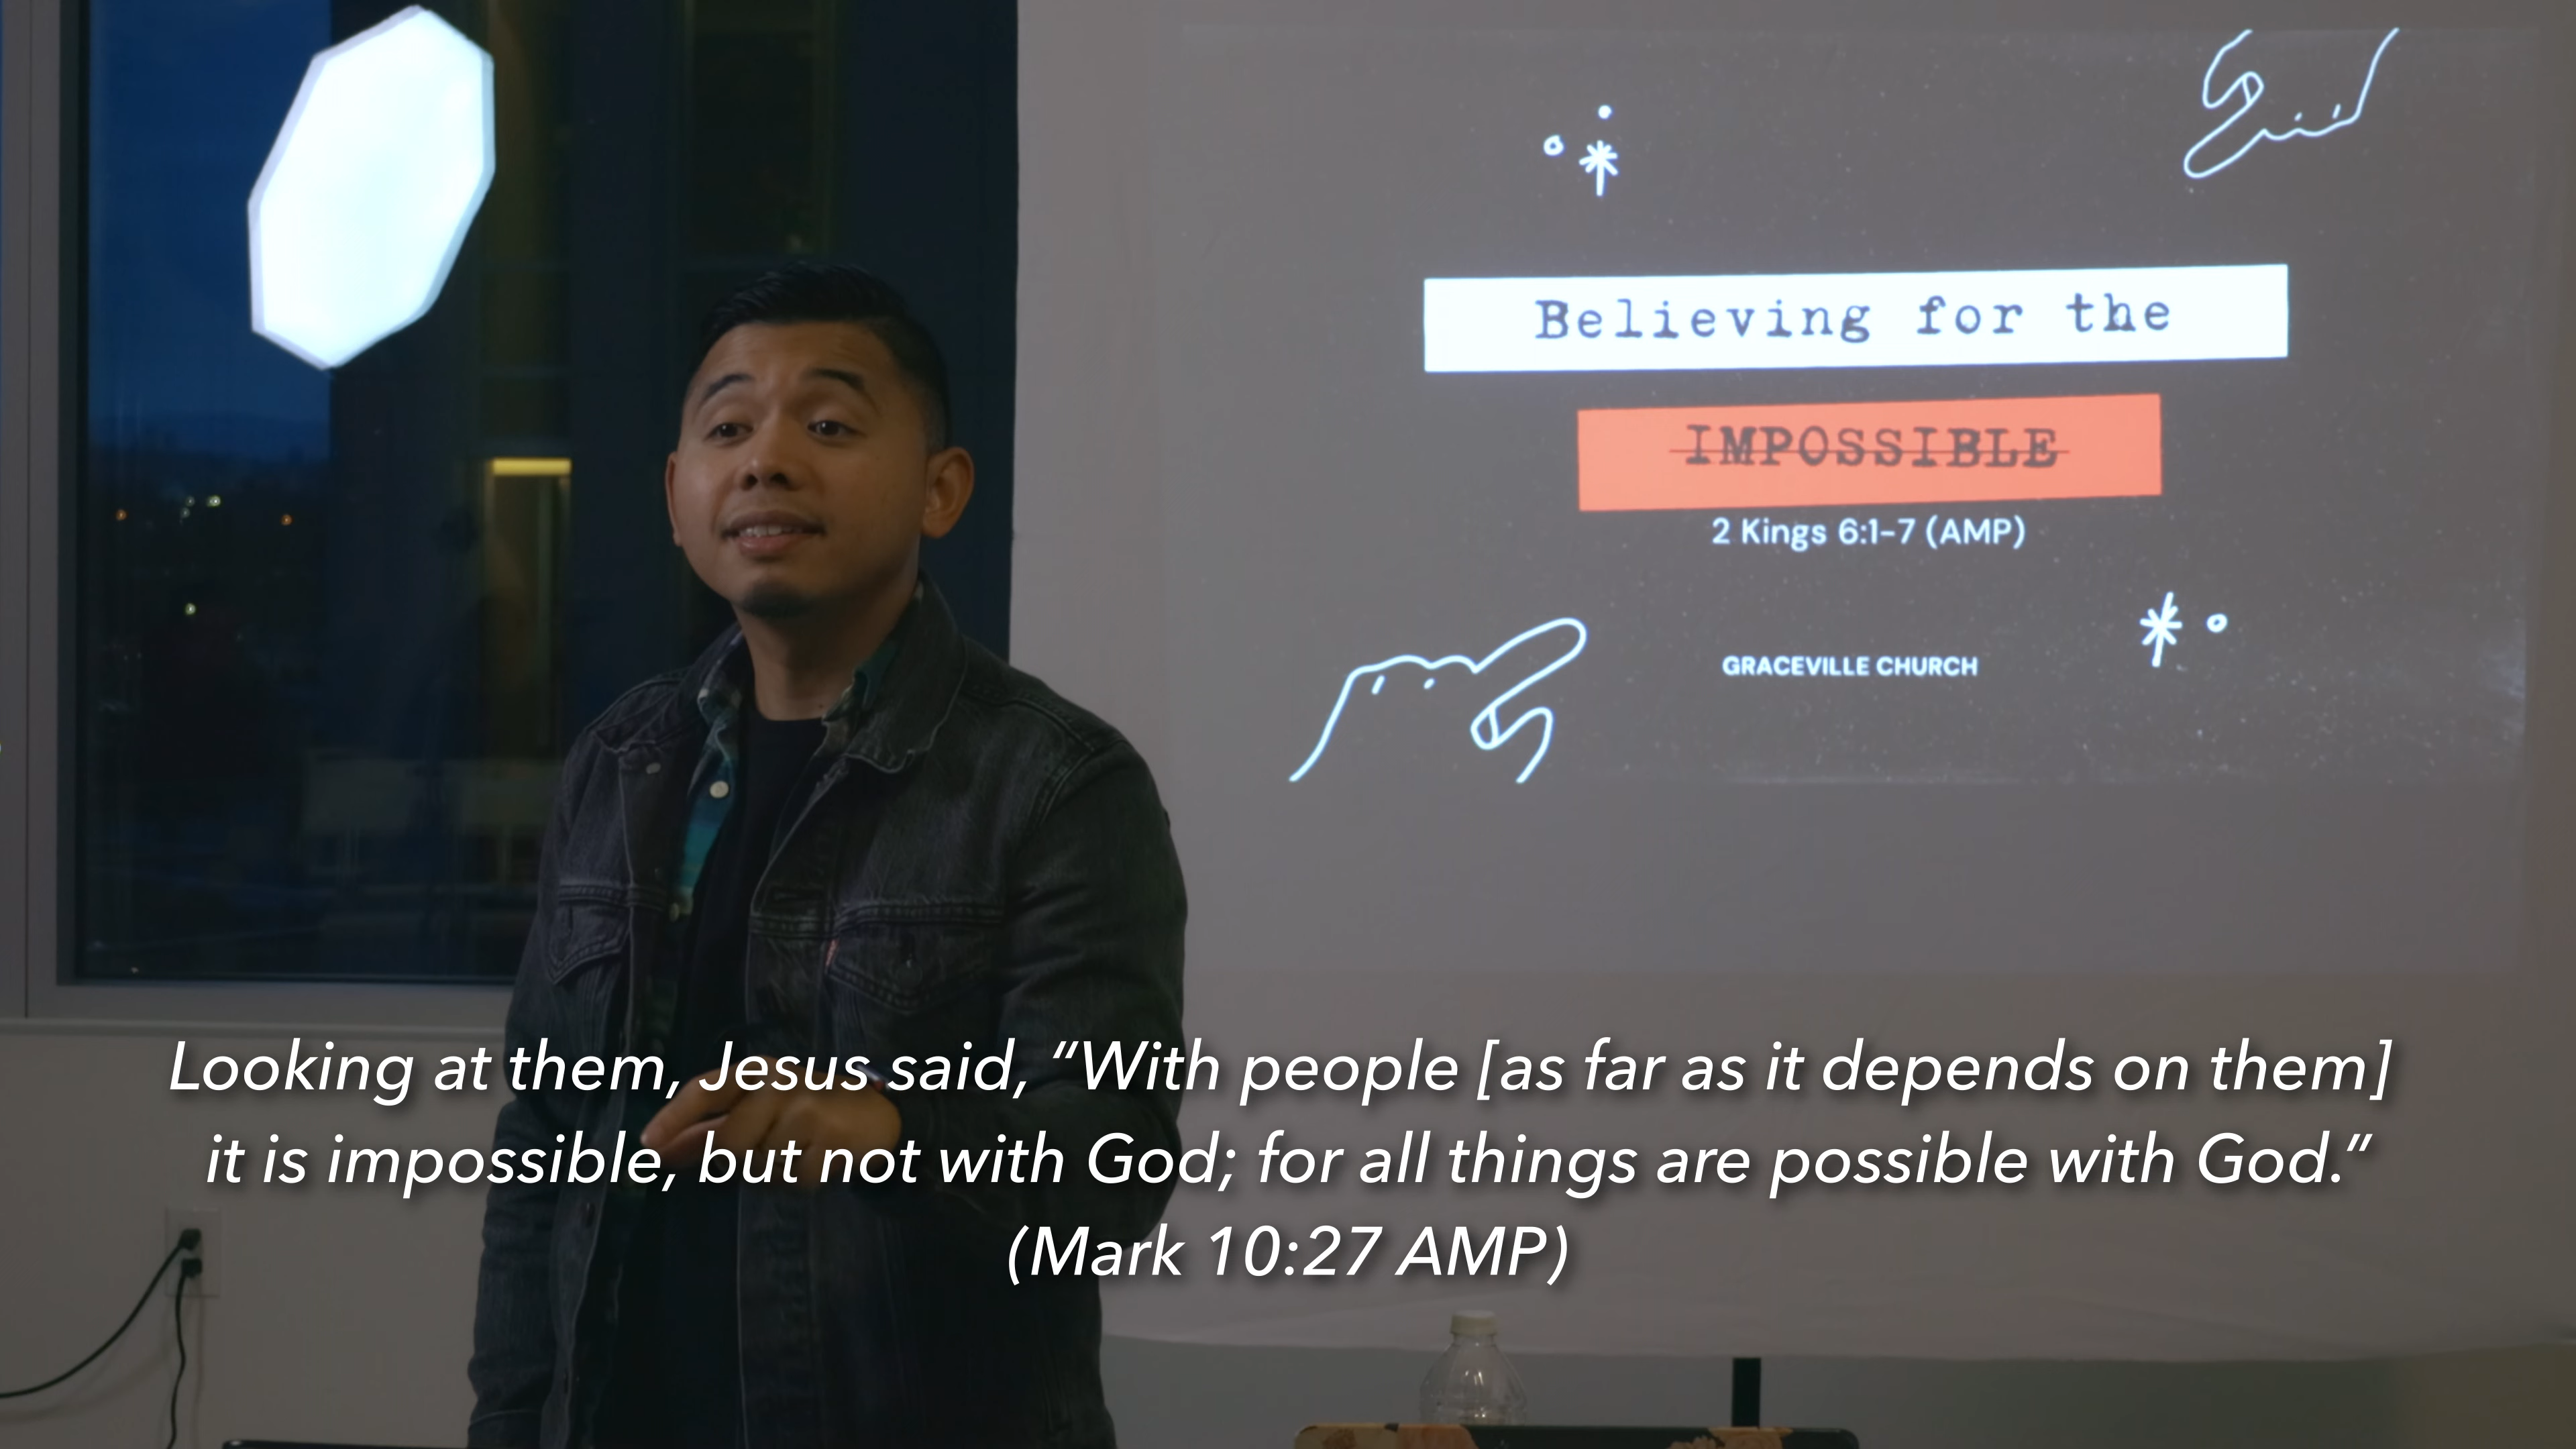 Believing for the
IMPOSSIBLE
2 Kings 6:1-7 (AMP)
GRACEVILLE CHURCH
Looking at them, Jesus said, “With people [as far as it depends on them]
it is impossible, but not with God; for all things are possible with God.”
(Mark 10:27 AMP)